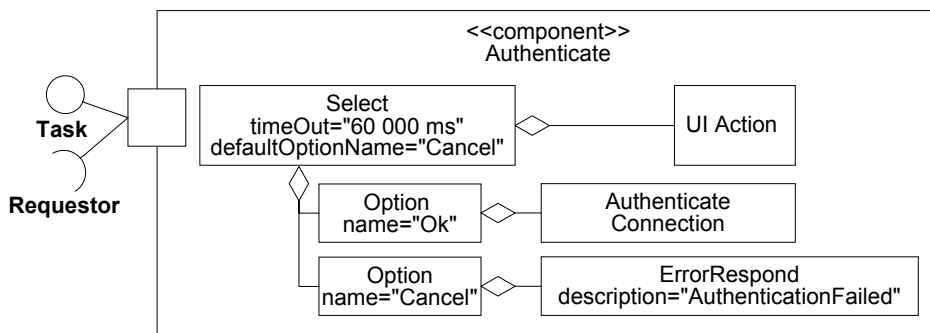 <<component>>
Authenticate
Task
Requestor
Select
timeOut="60 000 ms"
defaultOptionName="Cancel"
UI Action
Option
name="Ok"
Authenticate
Connection
Option
name="Cancel"
ErrorRespond
description="AuthenticationFailed"